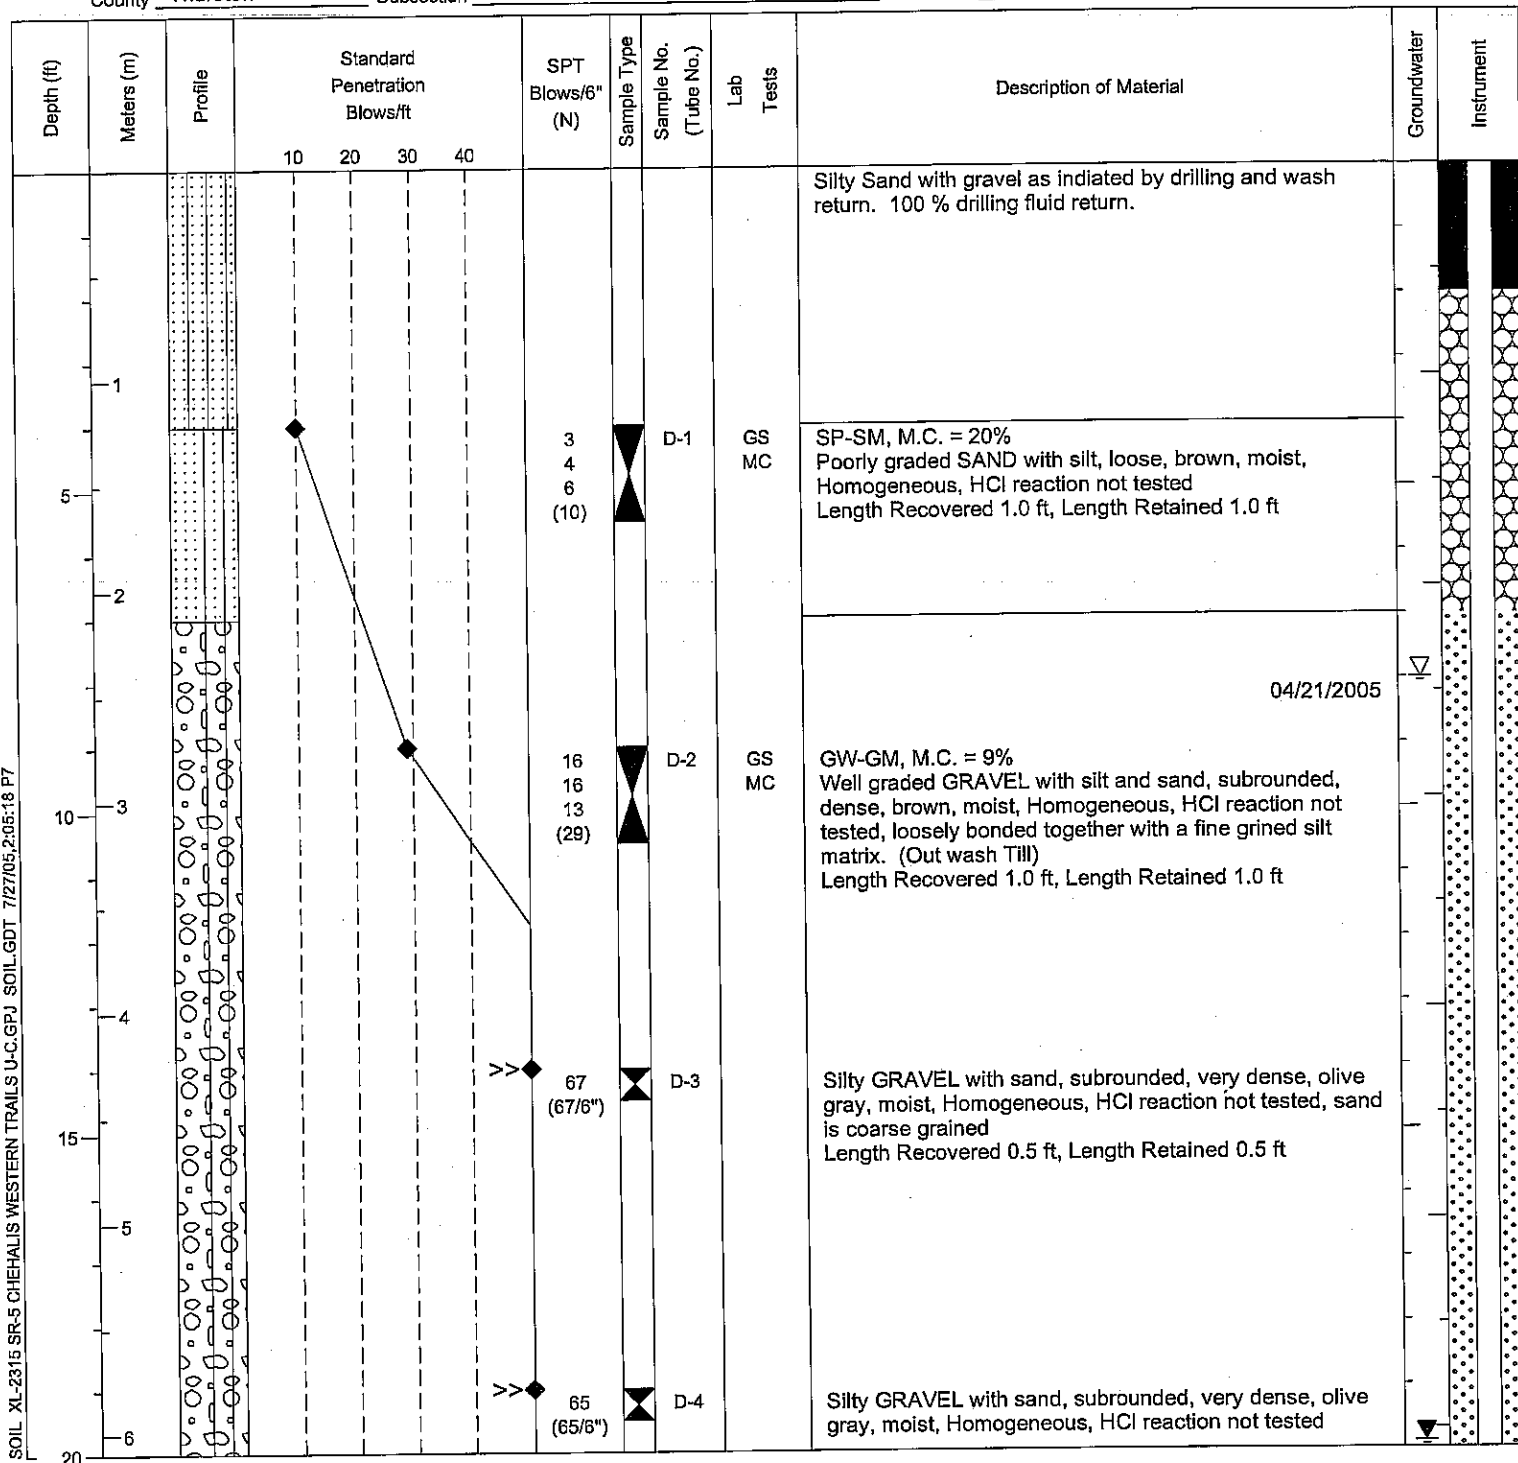 County
Depth (ft)
Meters (m)
Profile
Standard
Penetration
Blows/ft
10 20 30 40
SPT
Blows/6"
(N)
Sample Type
Sample No.
(Tube No.)
Lab
Tests
Description of Material
Groundwater
Instrument
Silty Sand with gravel as indiated by drilling and wash
return. 100 % drilling fluid return.
1
3
4
6
(10)
D-1
GS
MC
SP-SM, M.C. = 20%
Poorly graded SAND with silt, loose, brown, moist,
Homogeneous, HCl reaction not tested
Length Recovered 1.0 ft, Length Retained 1.0 ft
5
2
04/21/2005
16
16
13
(29)
D-2
GS
MC
GW-GM, M.C. = 9%
Well graded GRAVEL with silt and sand, subrounded,
dense, brown, moist, Homogeneous, HCl reaction not
tested, loosely bonded together with a fine grined silt
matrix. (Out wash Till)
Length Recovered 1.0 ft, Length Retained 1.0 ft
10
3
4
>>
67
(67/6")
D-3
Silty GRAVEL with sand, subrounded, very dense, olive
gray, moist, Homogeneous, HCl reaction not tested, sand
is coarse grained
Length Recovered 0.5 ft, Length Retained 0.5 ft
15
5
>>
65
(65/6")
D-4
Silty GRAVEL with sand, subrounded, very dense, olive
gray, moist, Homogeneous, HCl reaction not tested
6
20
SOIL XL-2315 SR-5 CHEHALIS WESTERN TRAILS U-C.GPJ SOIL.GDT 7/27/05,2:05:18 P7